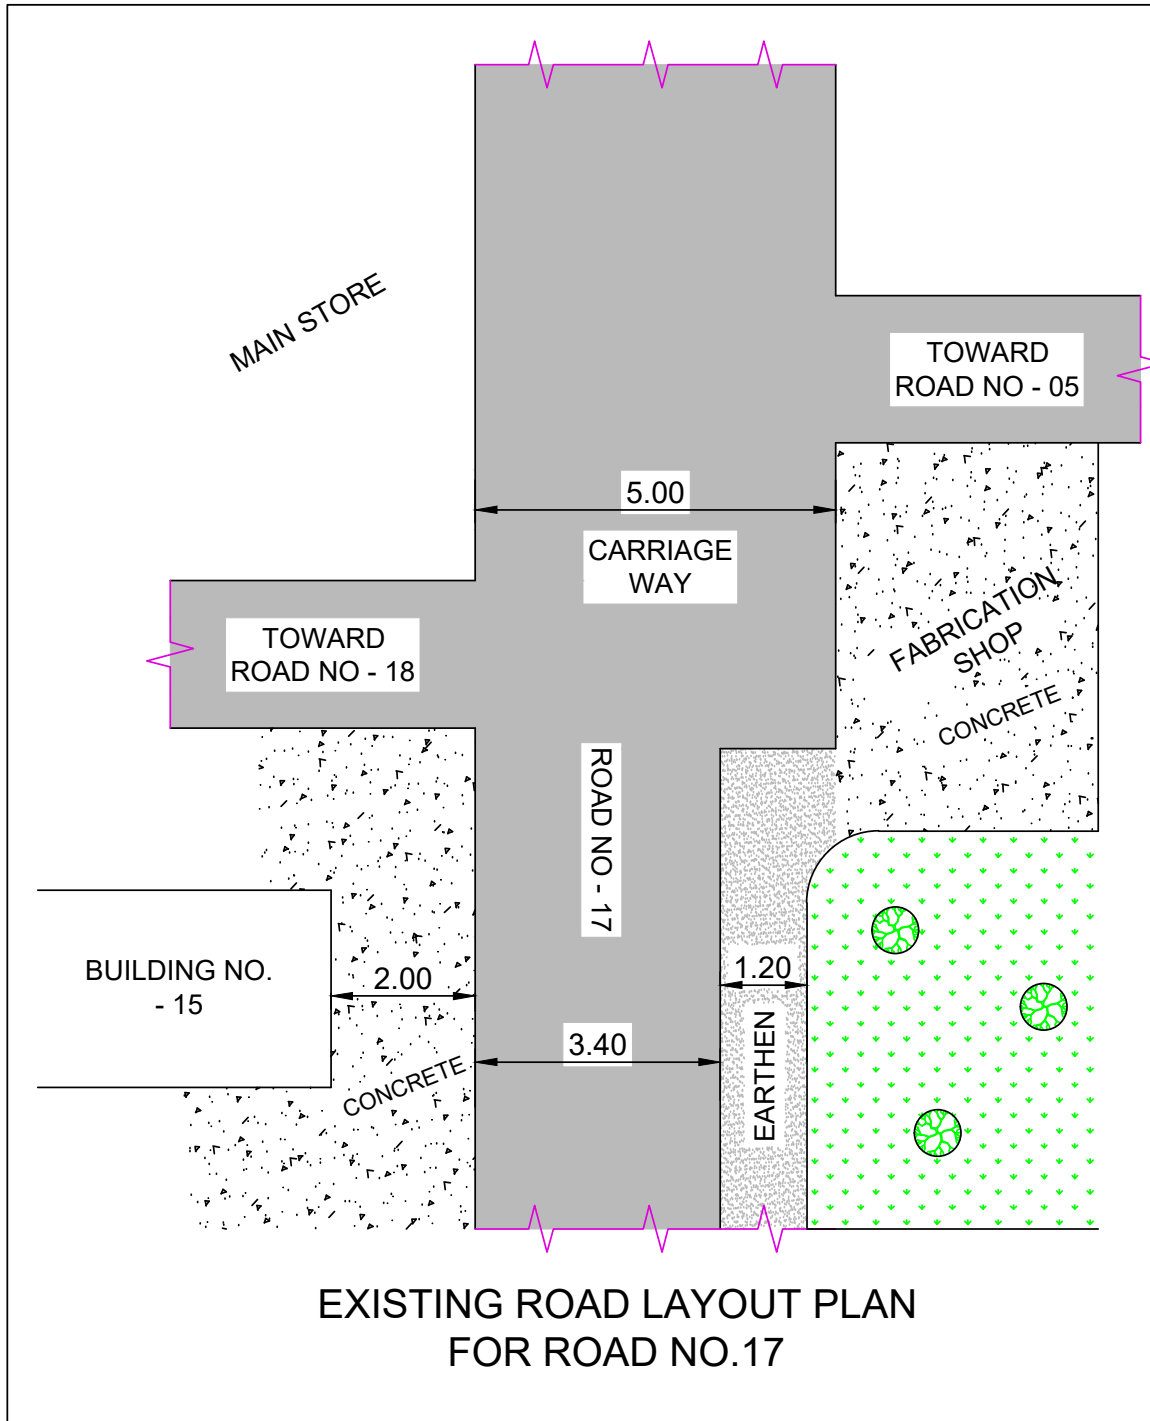 MAIN STORE
TOWARD
ROAD NO - 05
5.00
CARRIAGE
WAY
FABRICATION
SHOP
CONCRETE
TOWARD
ROAD NO - 18
ROAD NO - 17
BUILDING NO.
- 15
2.00
1.20
3.40
EARTHEN
CONCRETE
EXISTING ROAD LAYOUT PLAN
FOR ROAD NO.17